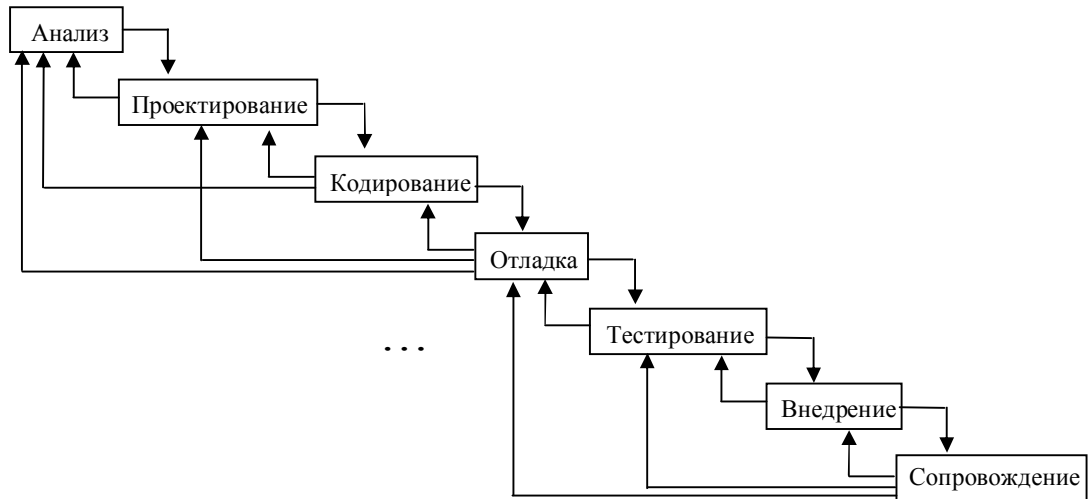 Анализ
Проектирование
Кодирование
Отладка
Тестирование
...
Внедрение
Сопровождение